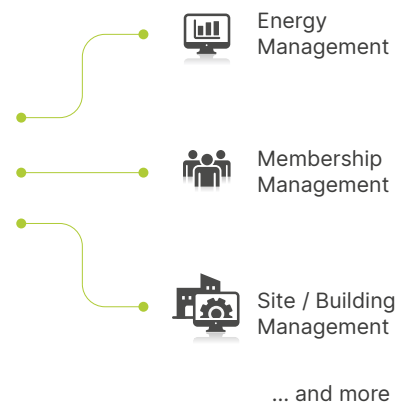 Energy
Management
Membership
Management
Site / Building
Management
... and more